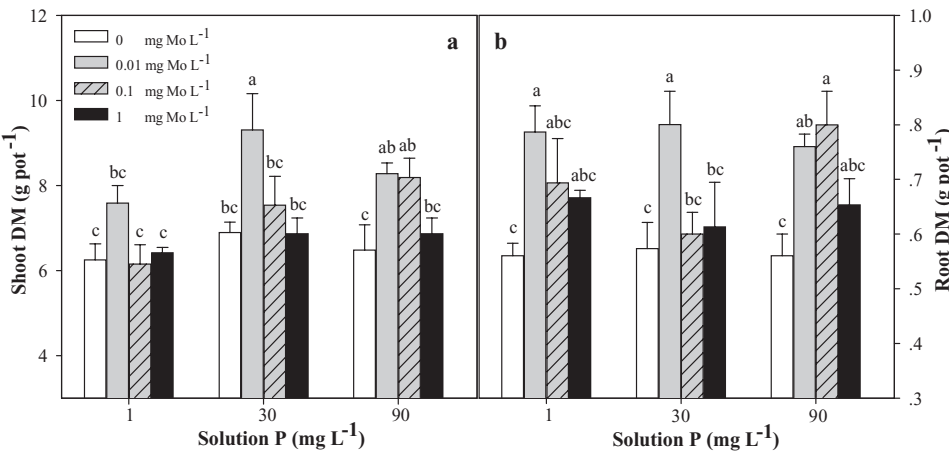 12
10
8
6
4
Shoot DM (g pot -1)
0 mg Mo L-1
0.01 mg Mo L-1
0.1 mg Mo L-1
1 mg Mo L-1
a
c
bc
c
c
bc
a
bc
bc
c
ab
ab
bc
1
30
90
Solution P (mg L-1)
b
c
a
abc
abc
c
a
bc
bc
c
ab
a
abc
1
30
90
Solution P (mg L-1)
1.0
.9
.8
.7
.6
.5
.4
.3
Root DM (g pot -1)